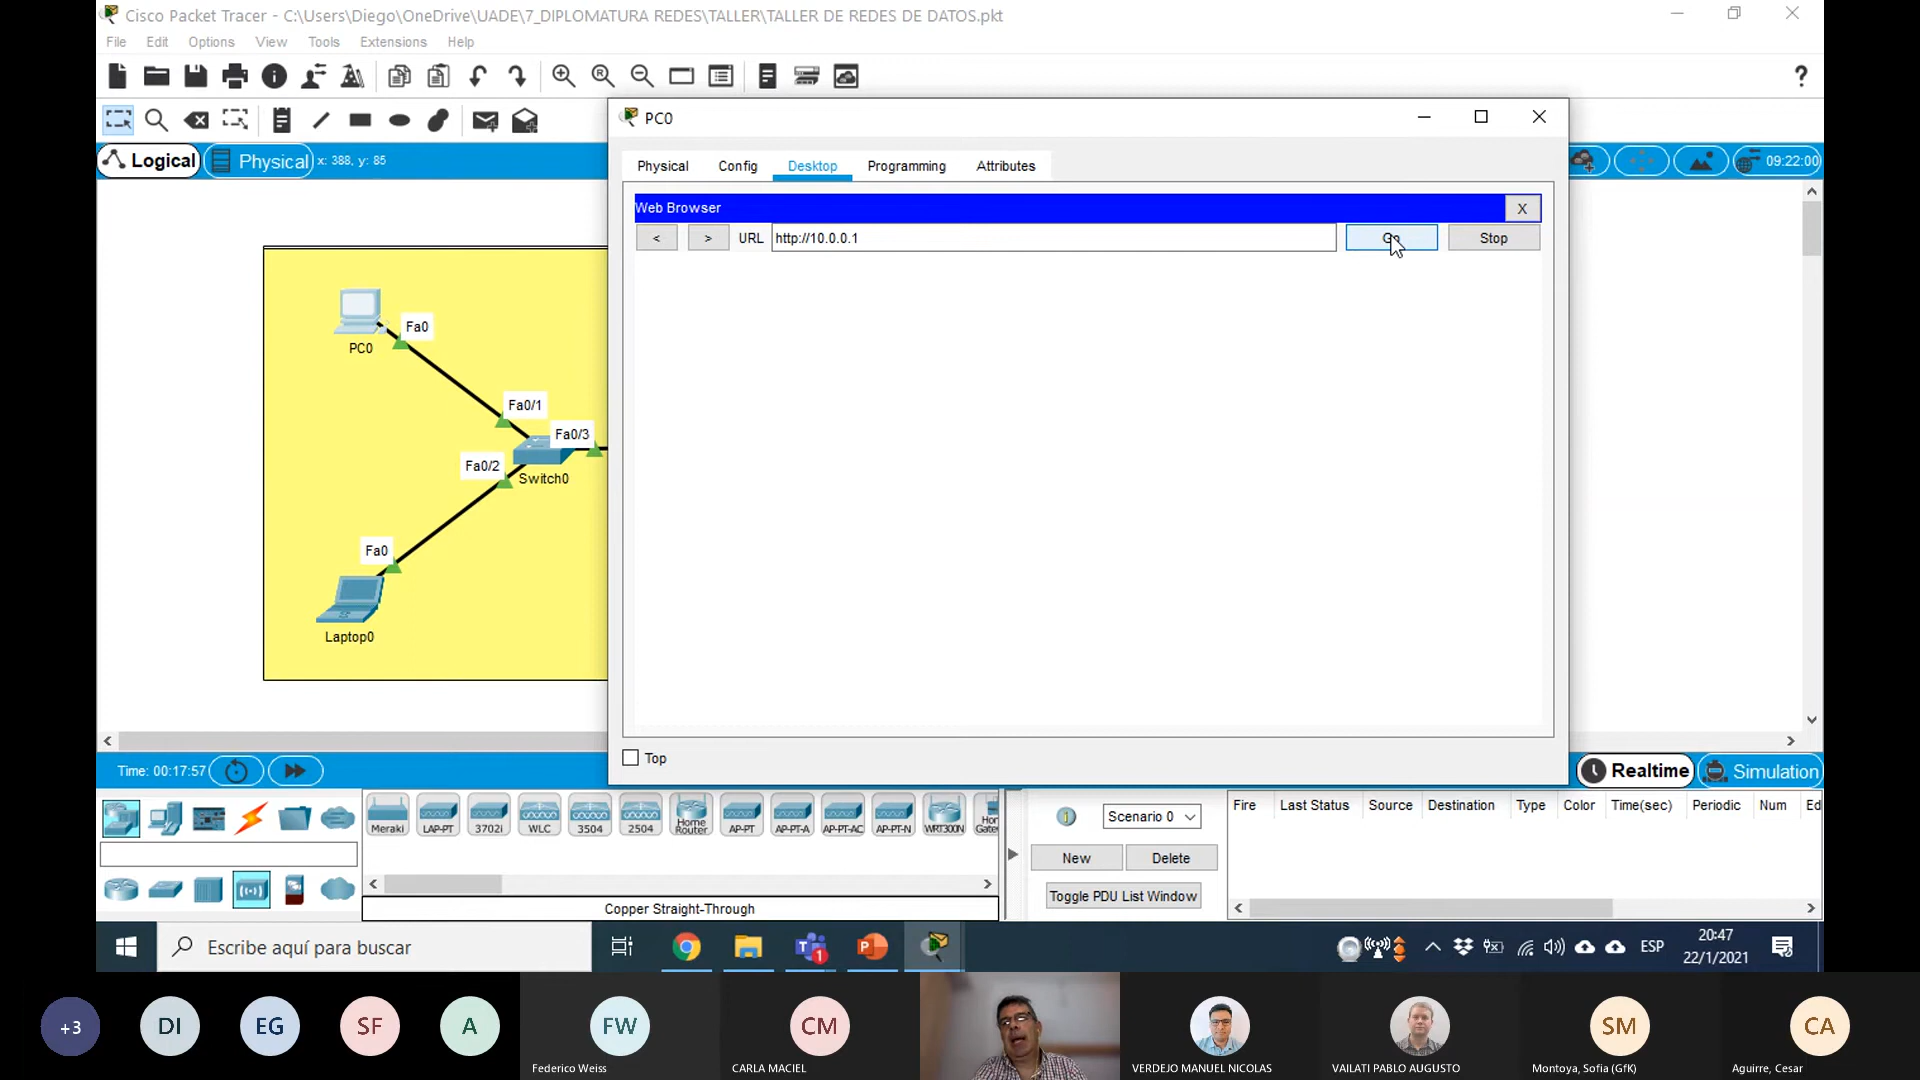 Cisco Packet Tracer - C:\Users\Diego\OneDrive\UADE\7_DIPLOMATURA REDES\TALLER\TALLER DE REDES DE DATOS.pkt
File Edit Options View Tools Extensions Help
?
PC0
Logical Physical x: 388, y: 85
09:22:00
Physical Config Desktop Programming Attributes
Web Browser X
< > URL http://10.0.0.1 Go Stop
Fa0
PC0
Fa0/1
Fa0/3
Fa0/2
Switch0
Fa0
Laptop0
Top
Time: 00:17:57
Realtime Simulation
Meraki LAP-PT 3702i WLC 3504 2504 Home Router AP-PT AP-PT-A AP-PT-AC AP-PT-N WRT300N
Scenario 0
New Delete
Toggle PDU List Window
Fire Last Status Source Destination Type Color Time(sec) Periodic Num Ed
Copper Straight-Through
Escribe aquí para buscar
ESP
20:47
22/1/2021
+3 DI EG SF A FW CM SM CA
Federico Weiss
CARLA MACIEL
VERDEJO MANUEL NICOLAS
VAILATI PABLO AUGUSTO
Montoya, Sofia (GfK)
Aguirre, Cesar